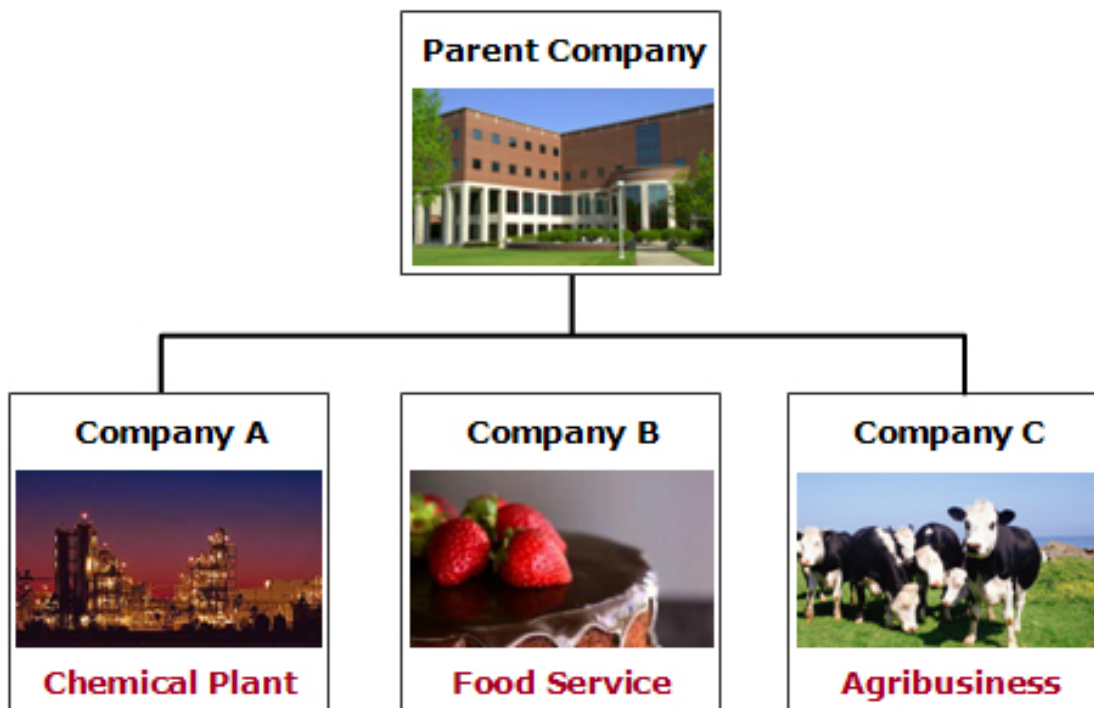 Parent Company
Company A
Company B
Company C
Chemical Plant
Food Service
Agribusiness